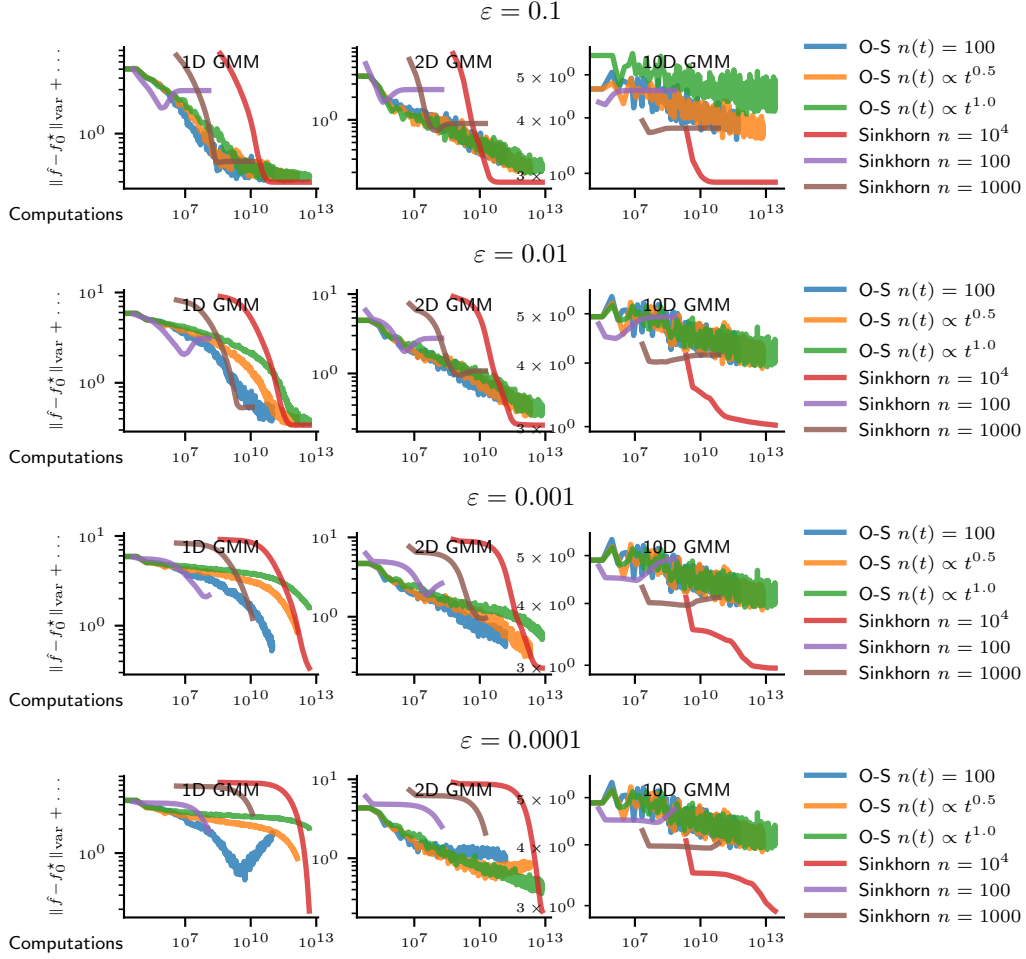 ε = 0.1
∥ f̂ − f₀⋆ ∥var + . . .
10⁰
1D GMM
10⁰
2D GMM
5 × 10⁰
4 × 10⁰
3 × 10⁰
10D GMM
Computations
10⁷ 10¹⁰ 10¹³
10⁷ 10¹⁰ 10¹³
10⁷ 10¹⁰ 10¹³
O-S n(t) = 100
O-S n(t) ∝ t^0.5
O-S n(t) ∝ t^1.0
Sinkhorn n = 10⁴
Sinkhorn n = 100
Sinkhorn n = 1000
ε = 0.01
∥ f̂ − f₀⋆ ∥var + . . .
10¹
10⁰
1D GMM
10¹
10⁰
2D GMM
5 × 10⁰
4 × 10⁰
3 × 10⁰
10D GMM
Computations
10⁷ 10¹⁰ 10¹³
10⁷ 10¹⁰ 10¹³
10⁷ 10¹⁰ 10¹³
O-S n(t) = 100
O-S n(t) ∝ t^0.5
O-S n(t) ∝ t^1.0
Sinkhorn n = 10⁴
Sinkhorn n = 100
Sinkhorn n = 1000
ε = 0.001
∥ f̂ − f₀⋆ ∥var + . . .
10¹
10⁰
1D GMM
10¹
10⁰
2D GMM
5 × 10⁰
4 × 10⁰
3 × 10⁰
10D GMM
Computations
10⁷ 10¹⁰ 10¹³
10⁷ 10¹⁰ 10¹³
10⁷ 10¹⁰ 10¹³
O-S n(t) = 100
O-S n(t) ∝ t^0.5
O-S n(t) ∝ t^1.0
Sinkhorn n = 10⁴
Sinkhorn n = 100
Sinkhorn n = 1000
ε = 0.0001
∥ f̂ − f₀⋆ ∥var + . . .
10⁰
1D GMM
10¹
10⁰
2D GMM
5 × 10⁰
4 × 10⁰
3 × 10⁰
10D GMM
Computations
10⁷ 10¹⁰ 10¹³
10⁷ 10¹⁰ 10¹³
10⁷ 10¹⁰ 10¹³
O-S n(t) = 100
O-S n(t) ∝ t^0.5
O-S n(t) ∝ t^1.0
Sinkhorn n = 10⁴
Sinkhorn n = 100
Sinkhorn n = 1000